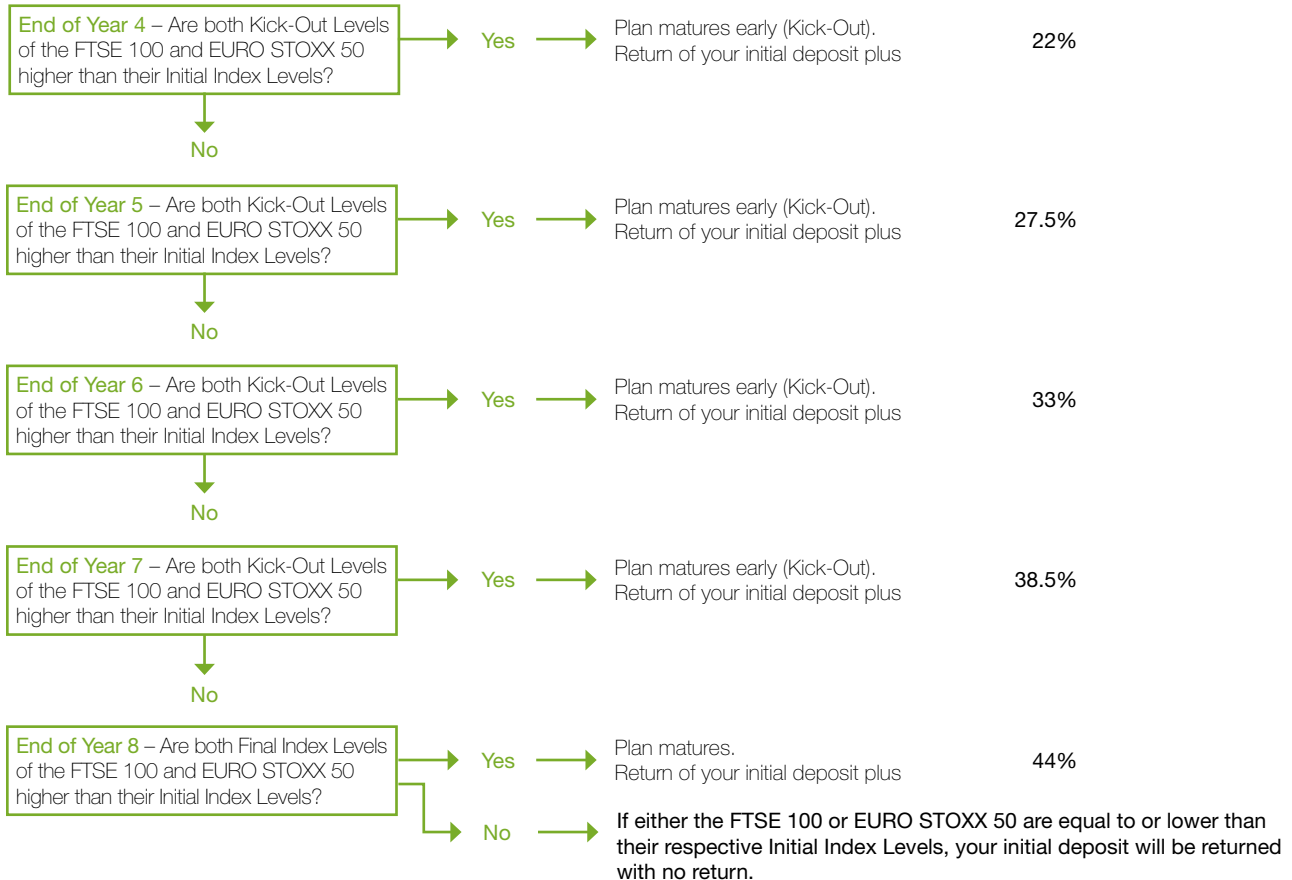 End of Year 4 – Are both Kick-Out Levels
of the FTSE 100 and EURO STOXX 50
higher than their Initial Index Levels?
Yes
Plan matures early (Kick-Out).
Return of your initial deposit plus
22%
No
End of Year 5 – Are both Kick-Out Levels
of the FTSE 100 and EURO STOXX 50
higher than their Initial Index Levels?
Yes
Plan matures early (Kick-Out).
Return of your initial deposit plus
27.5%
No
End of Year 6 – Are both Kick-Out Levels
of the FTSE 100 and EURO STOXX 50
higher than their Initial Index Levels?
Yes
Plan matures early (Kick-Out).
Return of your initial deposit plus
33%
No
End of Year 7 – Are both Kick-Out Levels
of the FTSE 100 and EURO STOXX 50
higher than their Initial Index Levels?
Yes
Plan matures early (Kick-Out).
Return of your initial deposit plus
38.5%
No
End of Year 8 – Are both Final Index Levels
of the FTSE 100 and EURO STOXX 50
higher than their Initial Index Levels?
Yes
Plan matures.
Return of your initial deposit plus
44%
No
If either the FTSE 100 or EURO STOXX 50 are equal to or lower than
their respective Initial Index Levels, your initial deposit will be returned
with no return.